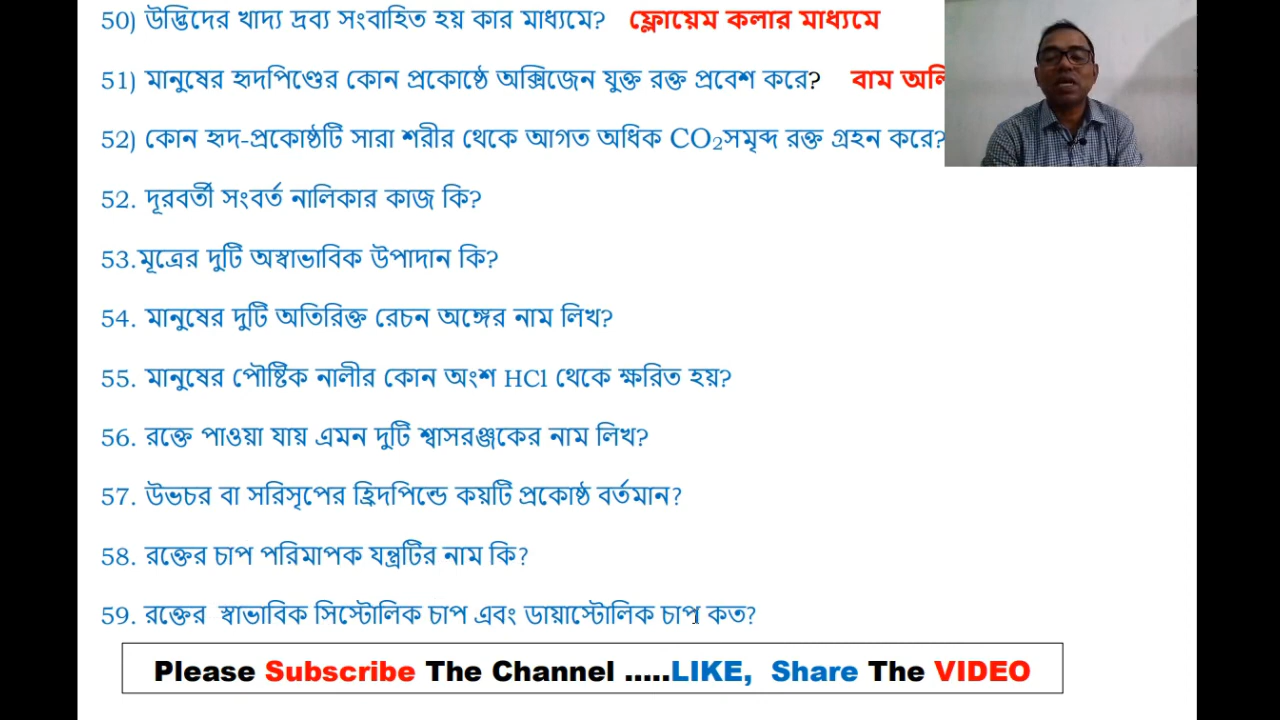 50) উদ্ভিদের খাদ্য দ্রব্য সংবাহিত হয় কার মাধ্যমে? ফ্লোয়েম কলার মাধ্যমে
51) মানুষের হৃদপিণ্ডের কোন প্রকোষ্ঠে অক্সিজেন যুক্ত রক্ত প্রবেশ করে? বাম
52) কোন হৃদ-প্রকোষ্ঠটি সারা শরীর থেকে আগত অধিক CO₂সমৃব্দ রক্ত গ্রহন করে?
52. দূরবর্তী সংবর্ত নালিকার কাজ কি?
53.মূত্রের দুটি অস্বাভাবিক উপাদান কি?
54. মানুষের দুটি অতিরিক্ত রেচন অঙ্গের নাম লিখ?
55. মানুষের পৌষ্টিক নালীর কোন অংশ HCl থেকে ক্ষরিত হয়?
56. রক্তে পাওয়া যায় এমন দুটি শ্বাসরঞ্জকের নাম লিখ?
57. উভচর বা সরিসৃপের হ্রিদপিন্ডে কয়টি প্রকোষ্ঠ বর্তমান?
58. রক্তের চাপ পরিমাপক যন্ত্রটির নাম কি?
59. রক্তের স্বাভাবিক সিস্টোলিক চাপ এবং ডায়াস্টোলিক চাপ কত?
Please Subscribe The Channel .....LIKE, Share The VIDEO